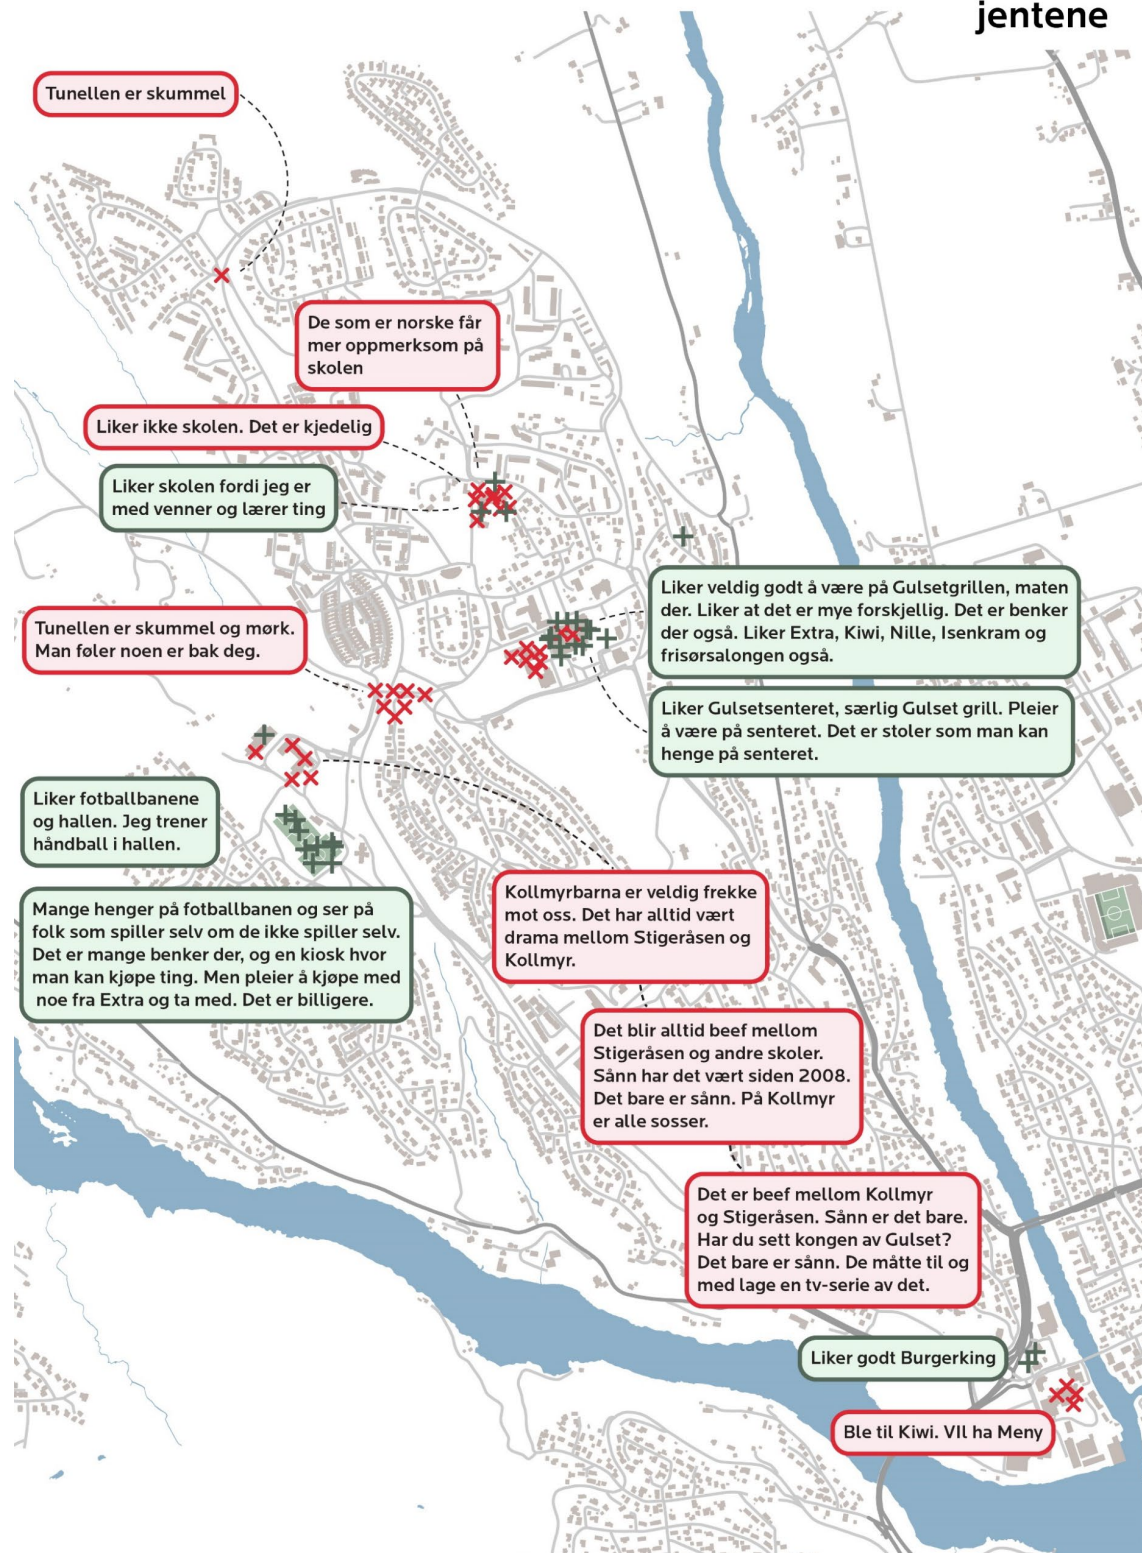 jentene
Tunellen er skummel
De som er norske får
mer oppmerksom på
skolen
Liker ikke skolen. Det er kjedelig
Liker skolen fordi jeg er
med venner og lærer ting
Liker veldig godt å være på Gulsetgrillen, maten
der. Liker at det er mye forskjellig. Det er benker
der også. Liker Extra, Kiwi, Nille, Isenkram og
frisørsalongen også.
Tunellen er skummel og mørk.
Man føler noen er bak deg.
Liker Gulsetsenteret, særlig Gulset grill. Pleier
å være på senteret. Det er stoler som man kan
henge på senteret.
Liker fotballbanene
og hallen. Jeg trener
håndball i hallen.
Kollmyrbarna er veldig frekke
mot oss. Det har alltid vært
drama mellom Stigeråsen og
Kollmyr.
Mange henger på fotballbanen og ser på
folk som spiller selv om de ikke spiller selv.
Det er mange benker der, og en kiosk hvor
man kan kjøpe ting. Men pleier å kjøpe med
noe fra Extra og ta med. Det er billigere.
Det blir alltid beef mellom
Stigeråsen og andre skoler.
Sånn har det vært siden 2008.
Det bare er sånn. På Kollmyr
er alle sosser.
Det er beef mellom Kollmyr
og Stigeråsen. Sånn er det bare.
Har du sett kongen av Gulset?
Det bare er sånn. De måtte til og
med lage en tv-serie av det.
Liker godt Burgerking
Ble til Kiwi. VIl ha Meny